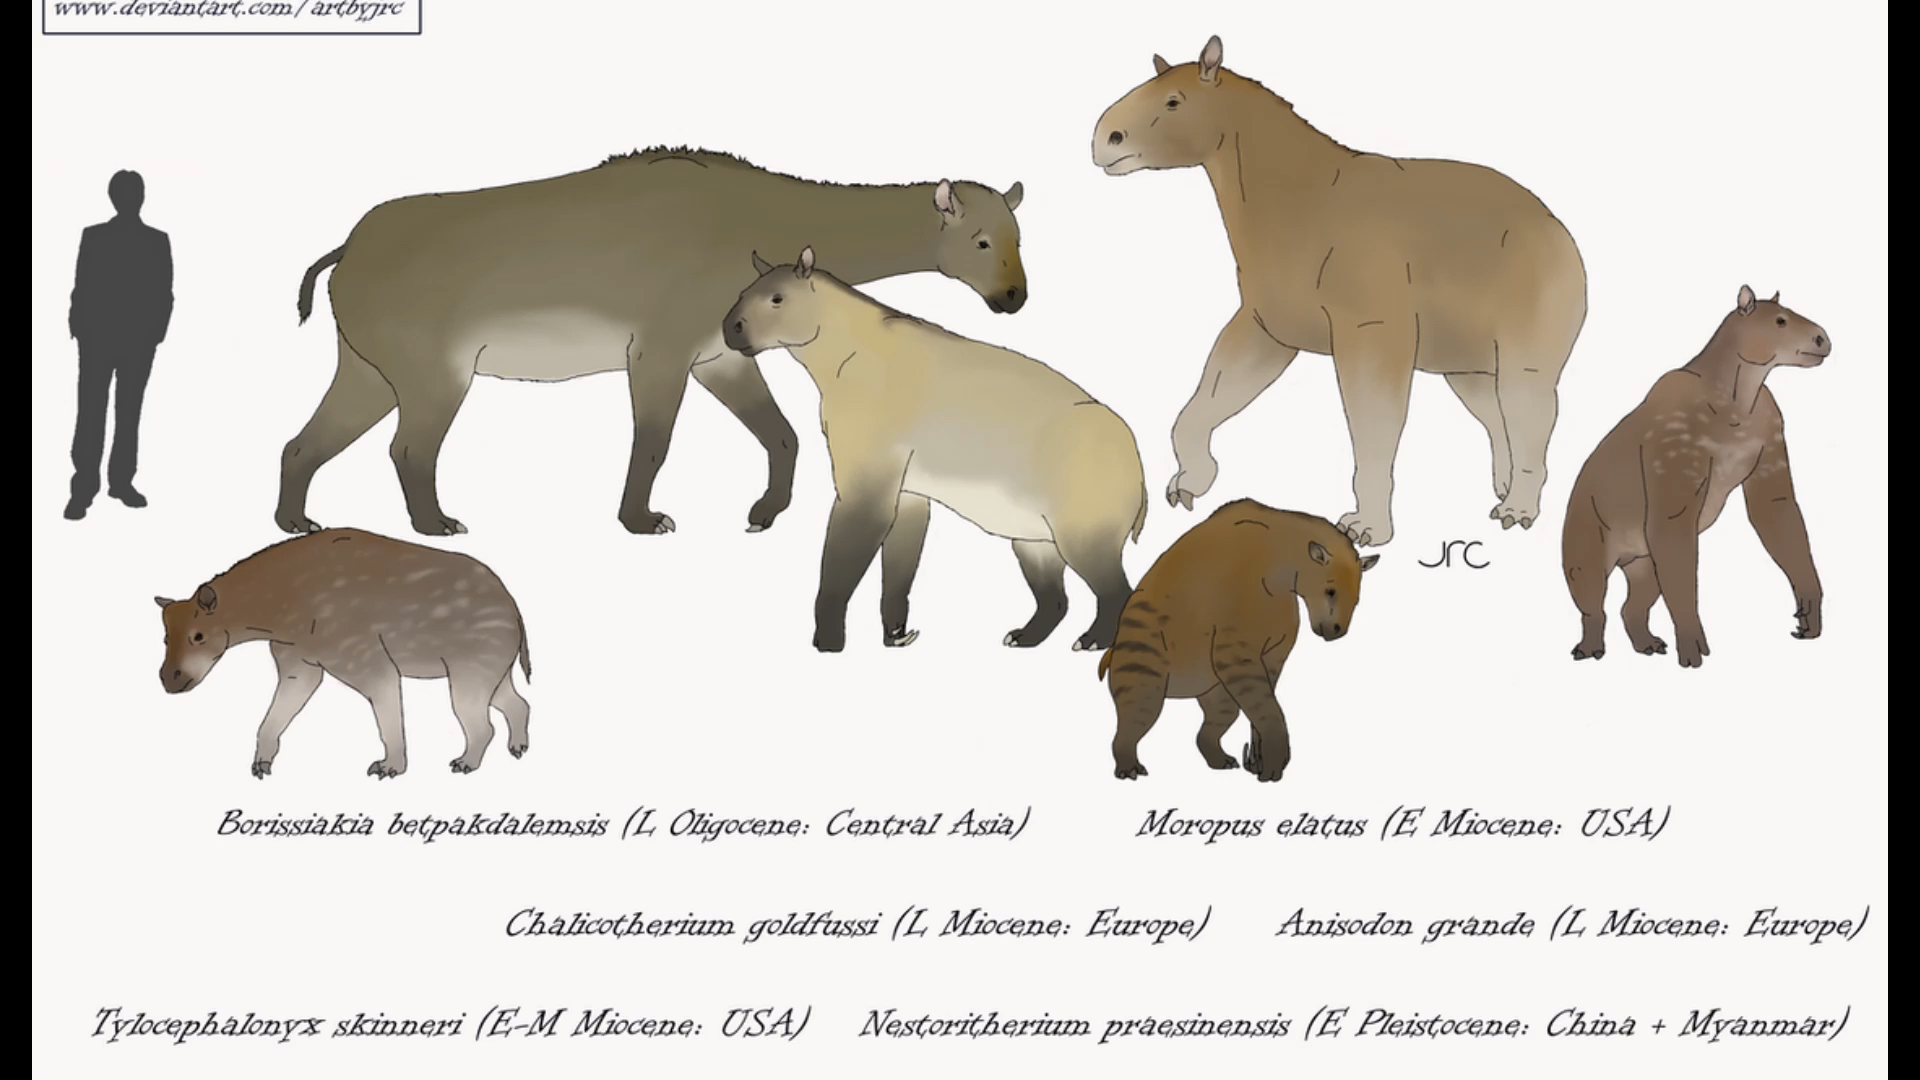 www.deviantart.com/artbyjrc
JRC
Borissiakia betpakdalemsis (L Oligocene: Central Asia)
Moropus elatus (E Miocene: USA)
Chalicotherium goldfussi (L Miocene: Europe)
Anisodon grande (L Miocene: Europe)
Tylocephalonyx skinneri (E-M Miocene: USA)
Nestoritherium praesinensis (E Pleistocene: China + Myanmar)